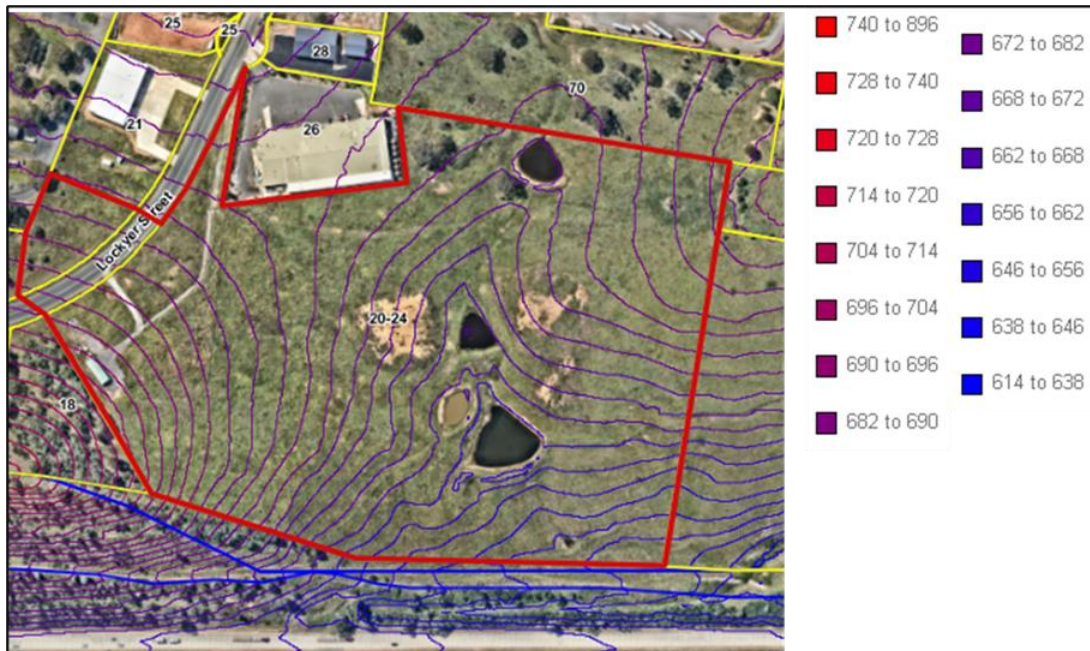 25
25
28
70
26
21
Lockyer Street
20-24
18
740 to 896
728 to 740
720 to 728
714 to 720
704 to 714
696 to 704
690 to 696
682 to 690
672 to 682
668 to 672
662 to 668
656 to 662
646 to 656
638 to 646
614 to 638